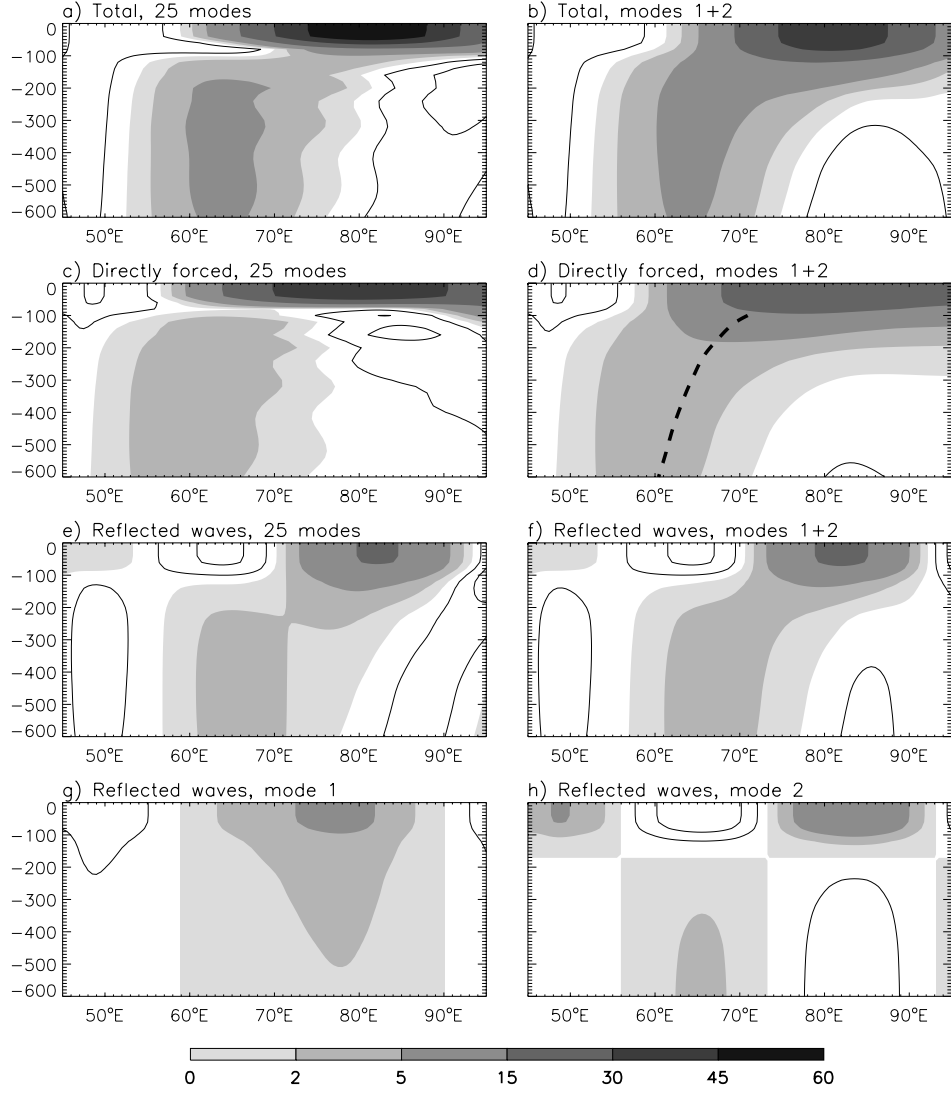 a) Total, 25 modes
b) Total, modes 1+2
0
−100
−200
−300
−400
−500
−600
50°E 60°E 70°E 80°E 90°E
50°E 60°E 70°E 80°E 90°E
c) Directly forced, 25 modes
d) Directly forced, modes 1+2
0
−100
−200
−300
−400
−500
−600
50°E 60°E 70°E 80°E 90°E
50°E 60°E 70°E 80°E 90°E
e) Reflected waves, 25 modes
f) Reflected waves, modes 1+2
0
−100
−200
−300
−400
−500
−600
50°E 60°E 70°E 80°E 90°E
50°E 60°E 70°E 80°E 90°E
g) Reflected waves, mode 1
h) Reflected waves, mode 2
0
−100
−200
−300
−400
−500
−600
50°E 60°E 70°E 80°E 90°E
50°E 60°E 70°E 80°E 90°E
0 2 5 15 30 45 60